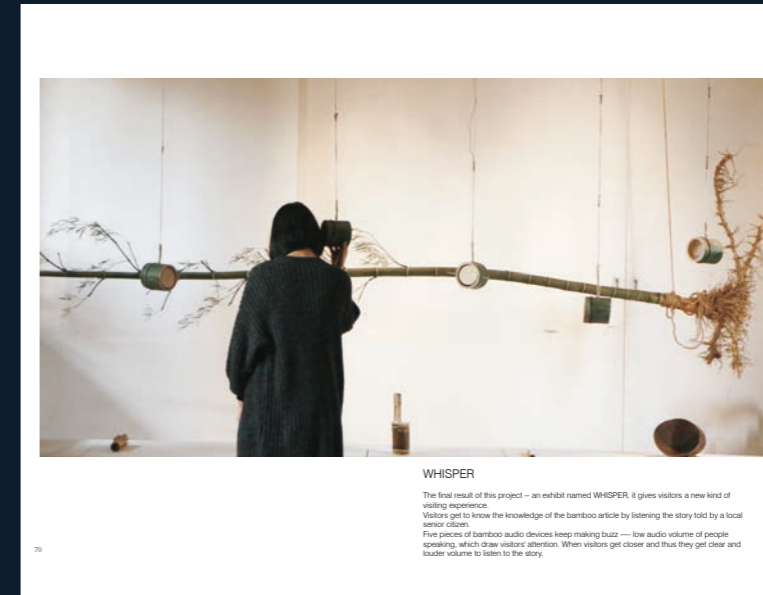 WHISPER
The final result of this project – an exhibit named WHISPER, it gives visitors a new kind of
visiting experience.
Visitors get to know the knowledge of the bamboo article by listening the story told by a local
senior citizen.
Five pieces of bamboo audio devices keep making buzz ---- low audio volume of people
speaking, which draw visitors' attention. When visitors get closer and thus they get clear and
louder volume to listen to the story.
70